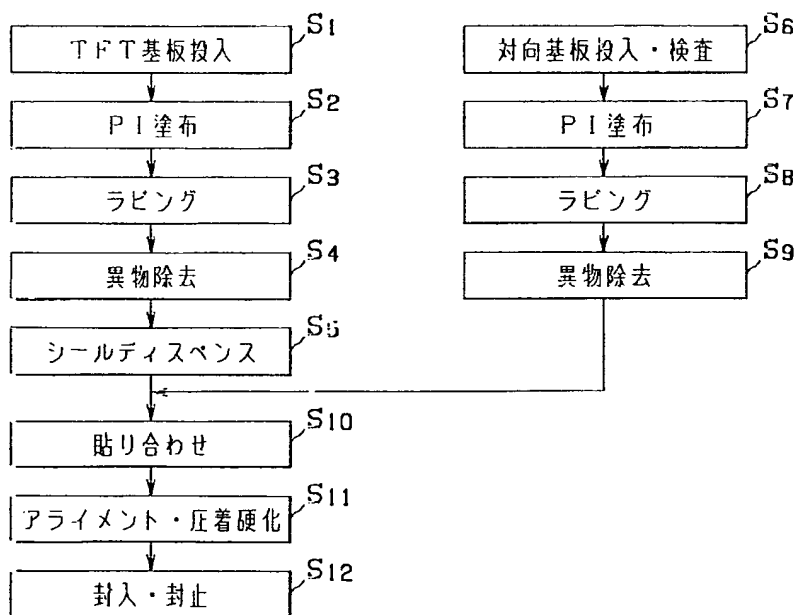 S1
TFT基板投入
S2
PI塗布
S3
ラビング
S4
異物除去
S5
シールディスペンス
S6
対向基板投入・検査
S7
PI塗布
S8
ラビング
S9
異物除去
S10
貼り合わせ
S11
アライメント・圧着硬化
S12
封入・封止